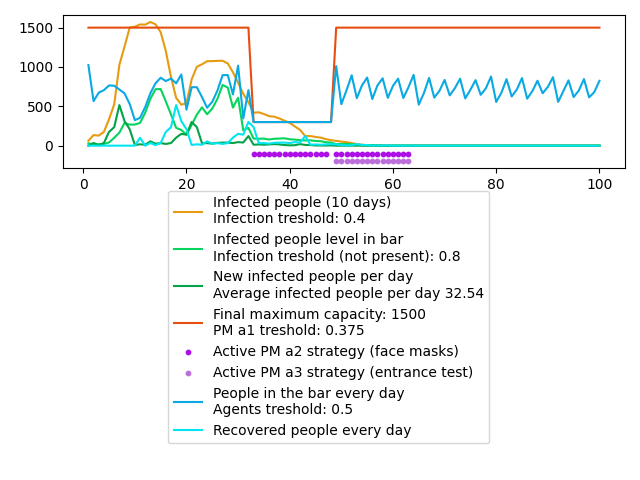 1500
1000
500
0
0
20
40
60
80
100
Infected people (10 days)
Infection treshold: 0.4
Infected people level in bar
Infection treshold (not present): 0.8
New infected people per day
Average infected people per day 32.54
Final maximum capacity: 1500
PM a1 treshold: 0.375
Active PM a2 strategy (face masks)
Active PM a3 strategy (entrance test)
People in the bar every day
Agents treshold: 0.5
Recovered people every day